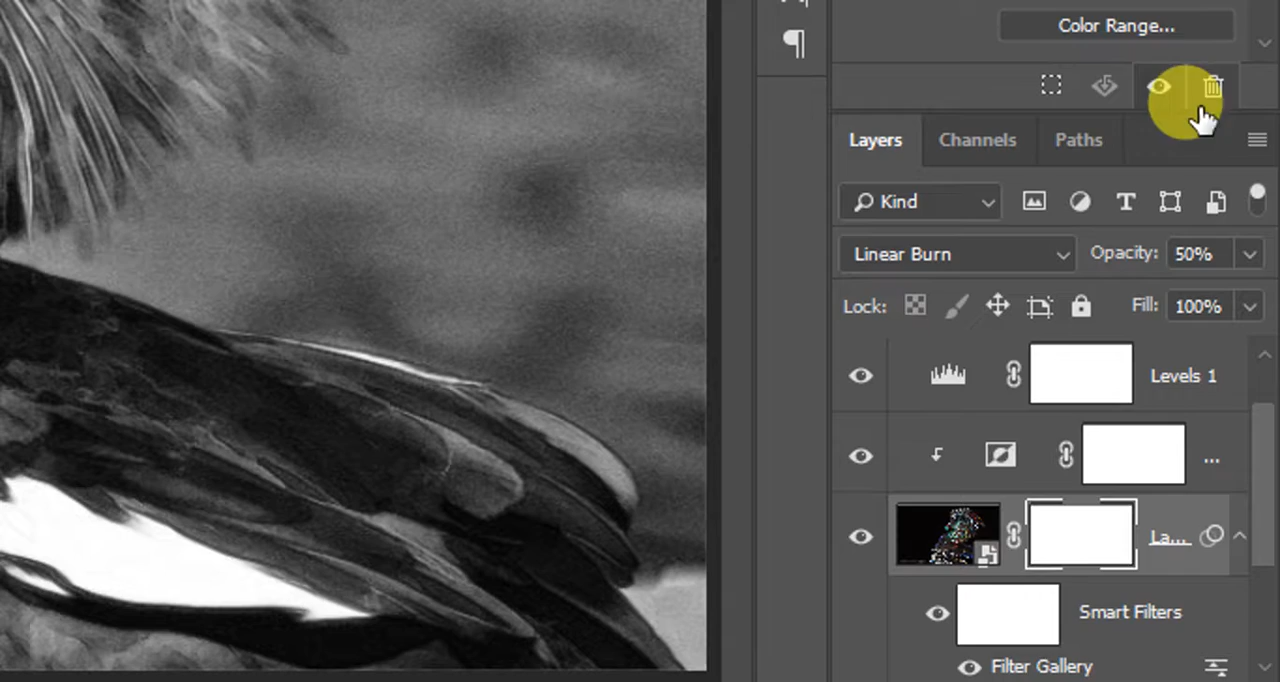 Color Range...
Layers Channels Paths
Kind
Linear Burn Opacity: 50%
Lock: Fill: 100%
Levels 1
...
La...
Smart Filters
Filter Gallery